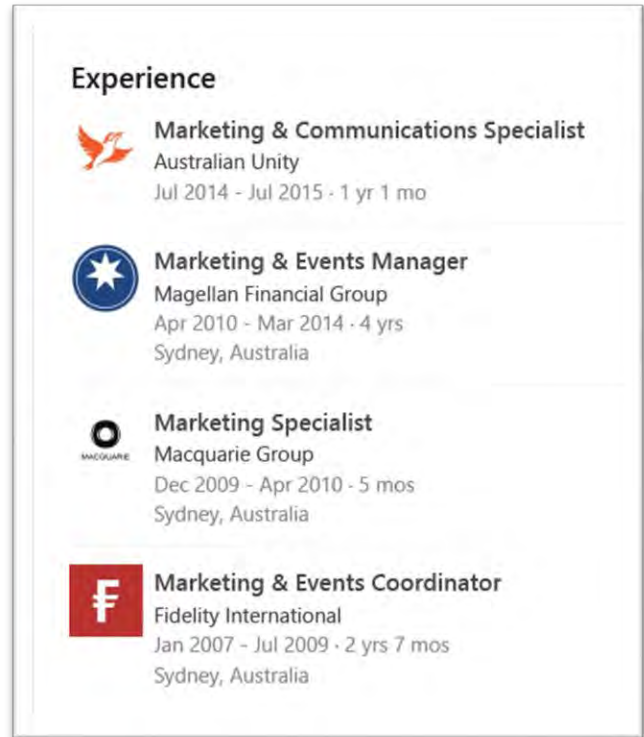 Experience
Marketing & Communications Specialist
Australian Unity
Jul 2014 - Jul 2015 · 1 yr 1 mo
Marketing & Events Manager
Magellan Financial Group
Apr 2010 - Mar 2014 · 4 yrs
Sydney, Australia
Marketing Specialist
MACQUARIE
Macquarie Group
Dec 2009 - Apr 2010 · 5 mos
Sydney, Australia
Marketing & Events Coordinator
Fidelity International
Jan 2007 - Jul 2009 · 2 yrs 7 mos
Sydney, Australia